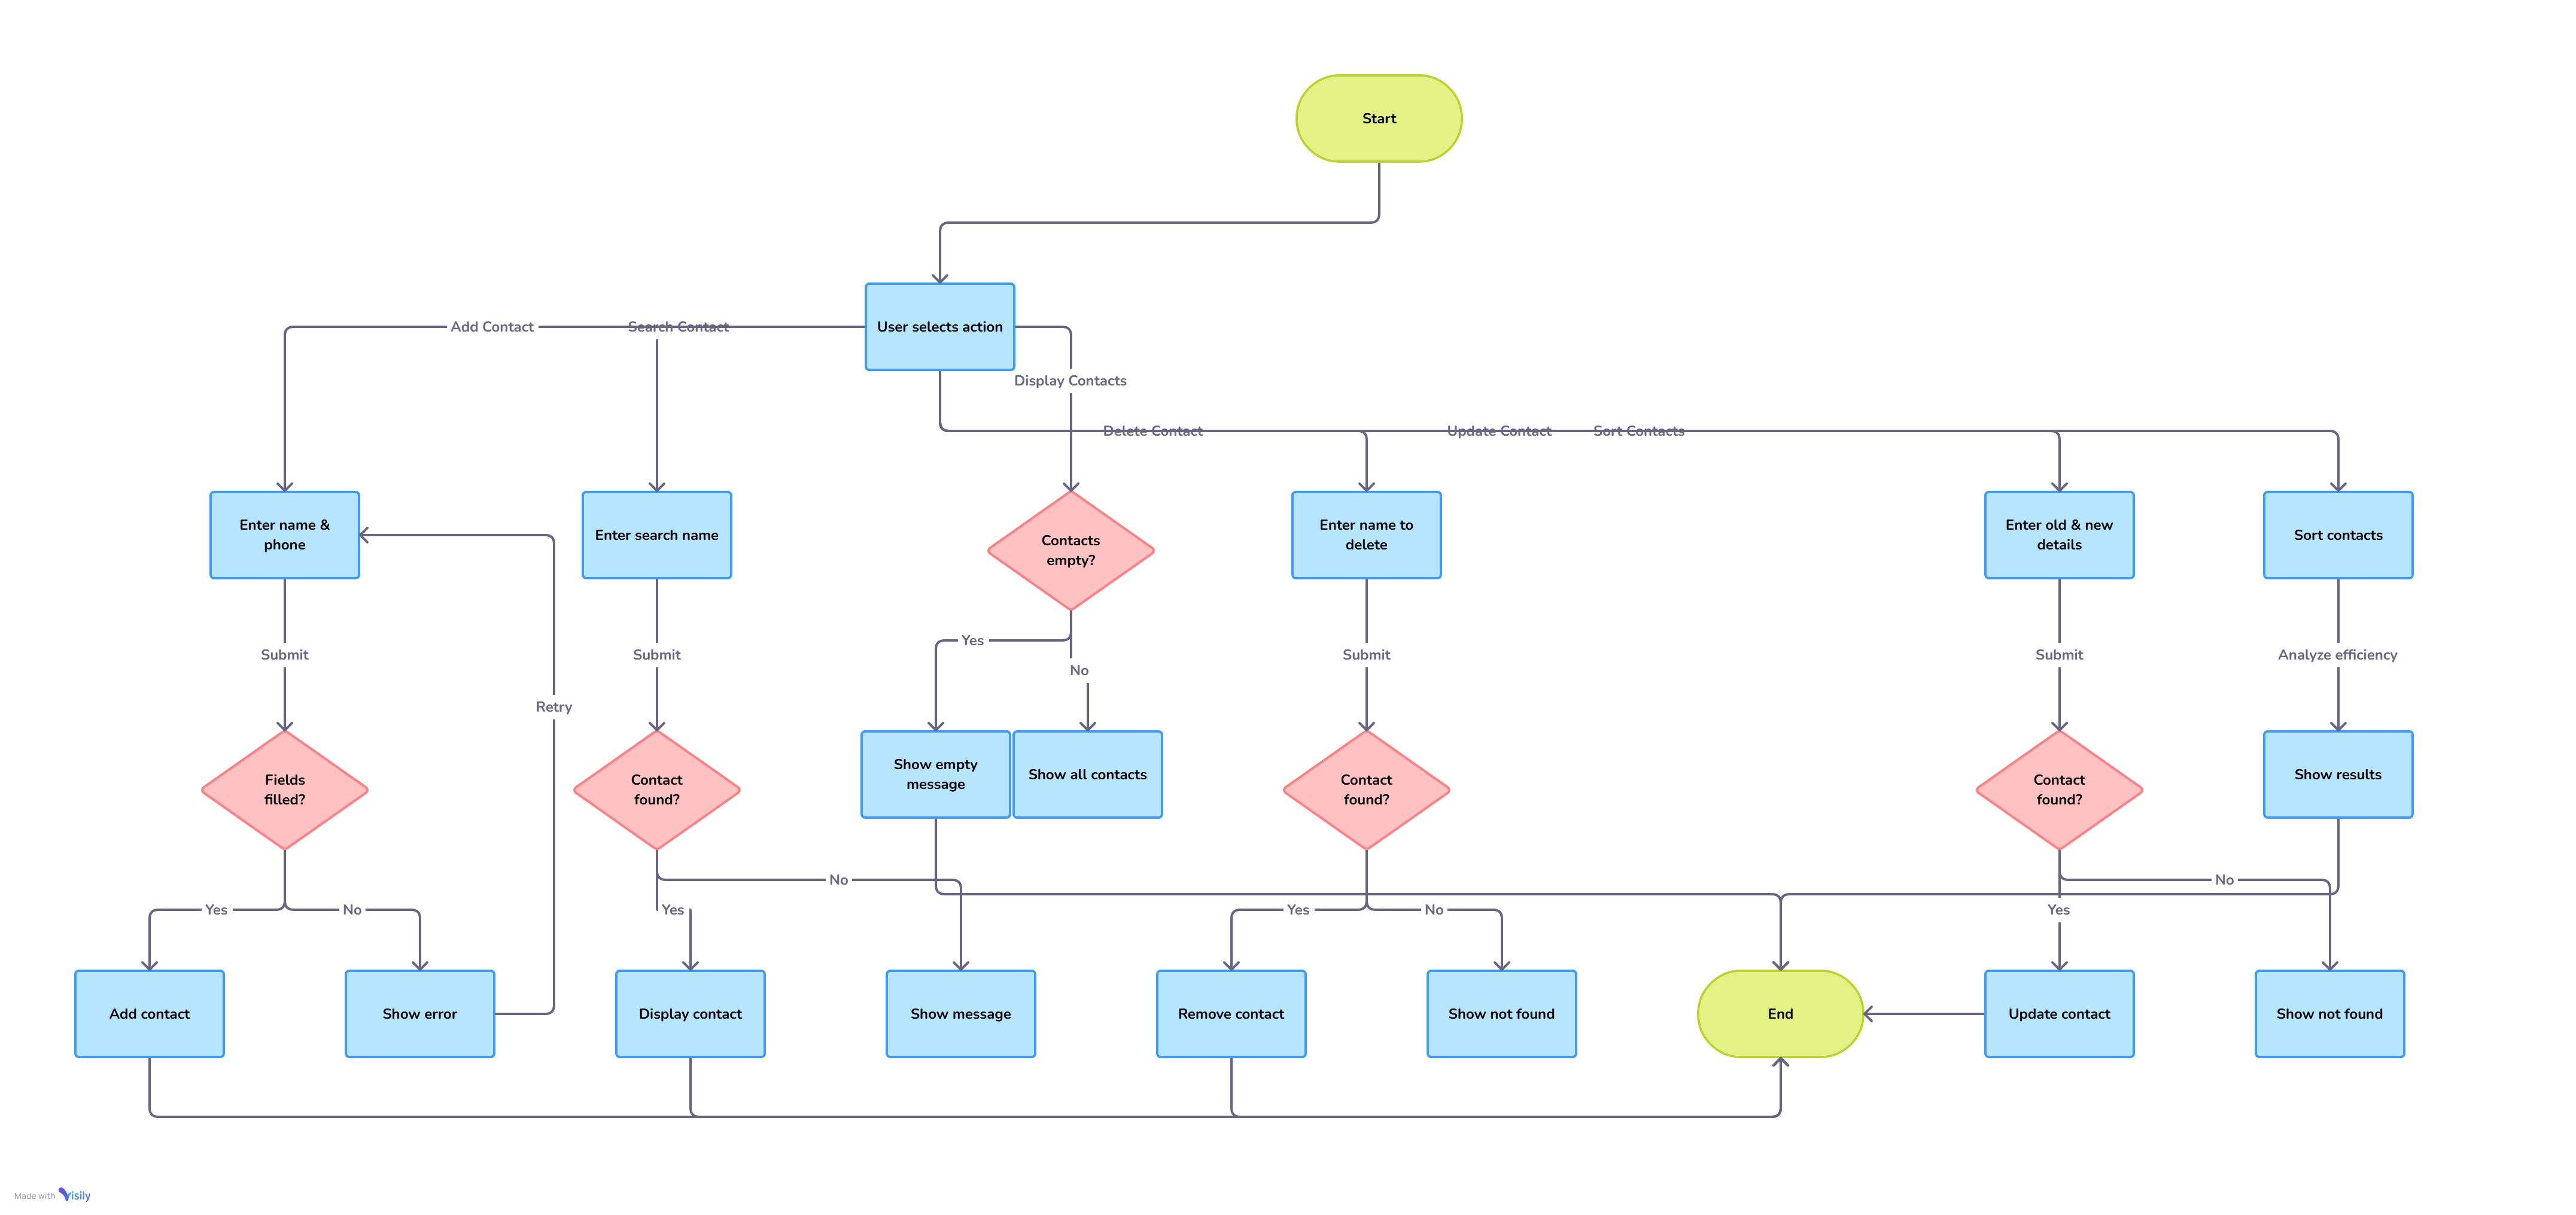 Start
User selects action
Add Contact
Search Contact
Display Contacts
Delete Contact
Update Contact
Sort Contacts
Enter name &
phone
Enter search name
Contacts
empty?
Enter name to
delete
Enter old & new
details
Sort contacts
Yes
No
Submit
Submit
Submit
Submit
Analyze efficiency
Retry
Fields
filled?
Contact
found?
Show empty
message
Show all contacts
Contact
found?
Contact
found?
Show results
No
No
Yes
No
Yes
Yes
No
Yes
Add contact
Show error
Display contact
Show message
Remove contact
Show not found
End
Update contact
Show not found
Made with Visily